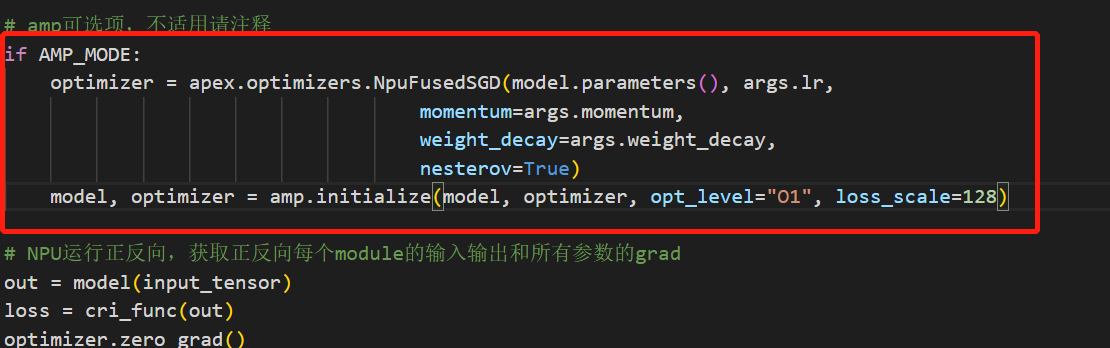 # amp可选项，不适用请注释
if AMP_MODE:
    optimizer = apex.optimizers.NpuFusedSGD(model.parameters(), args.lr,
                                    momentum=args.momentum,
                                    weight_decay=args.weight_decay,
                                    nesterov=True)
    model, optimizer = amp.initialize(model, optimizer, opt_level="O1", loss_scale=128)
# NPU运行正反向，获取正反向每个module的输入输出和所有参数的grad
out = model(input_tensor)
loss = cri_func(out)
optimizer.zero_grad()